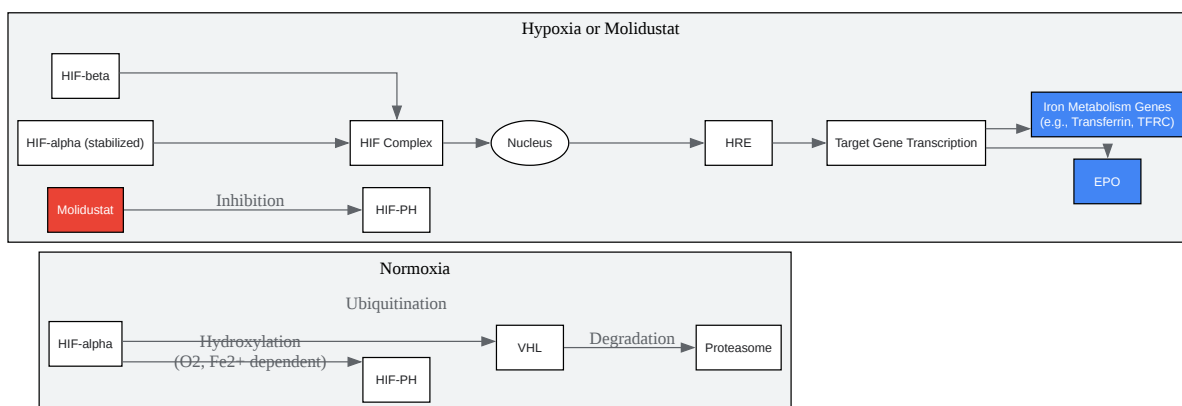 Hypoxia or Molidustat
HIF-beta
HIF-alpha (stabilized)
HIF Complex
Nucleus
HRE
Target Gene Transcription
Iron Metabolism Genes
(e.g., Transferrin, TFRC)
EPO
Molidustat
Inhibition
HIF-PH
Normoxia
Ubiquitination
HIF-alpha
Hydroxylation
(O2, Fe2+ dependent)
HIF-PH
VHL
Degradation
Proteasome